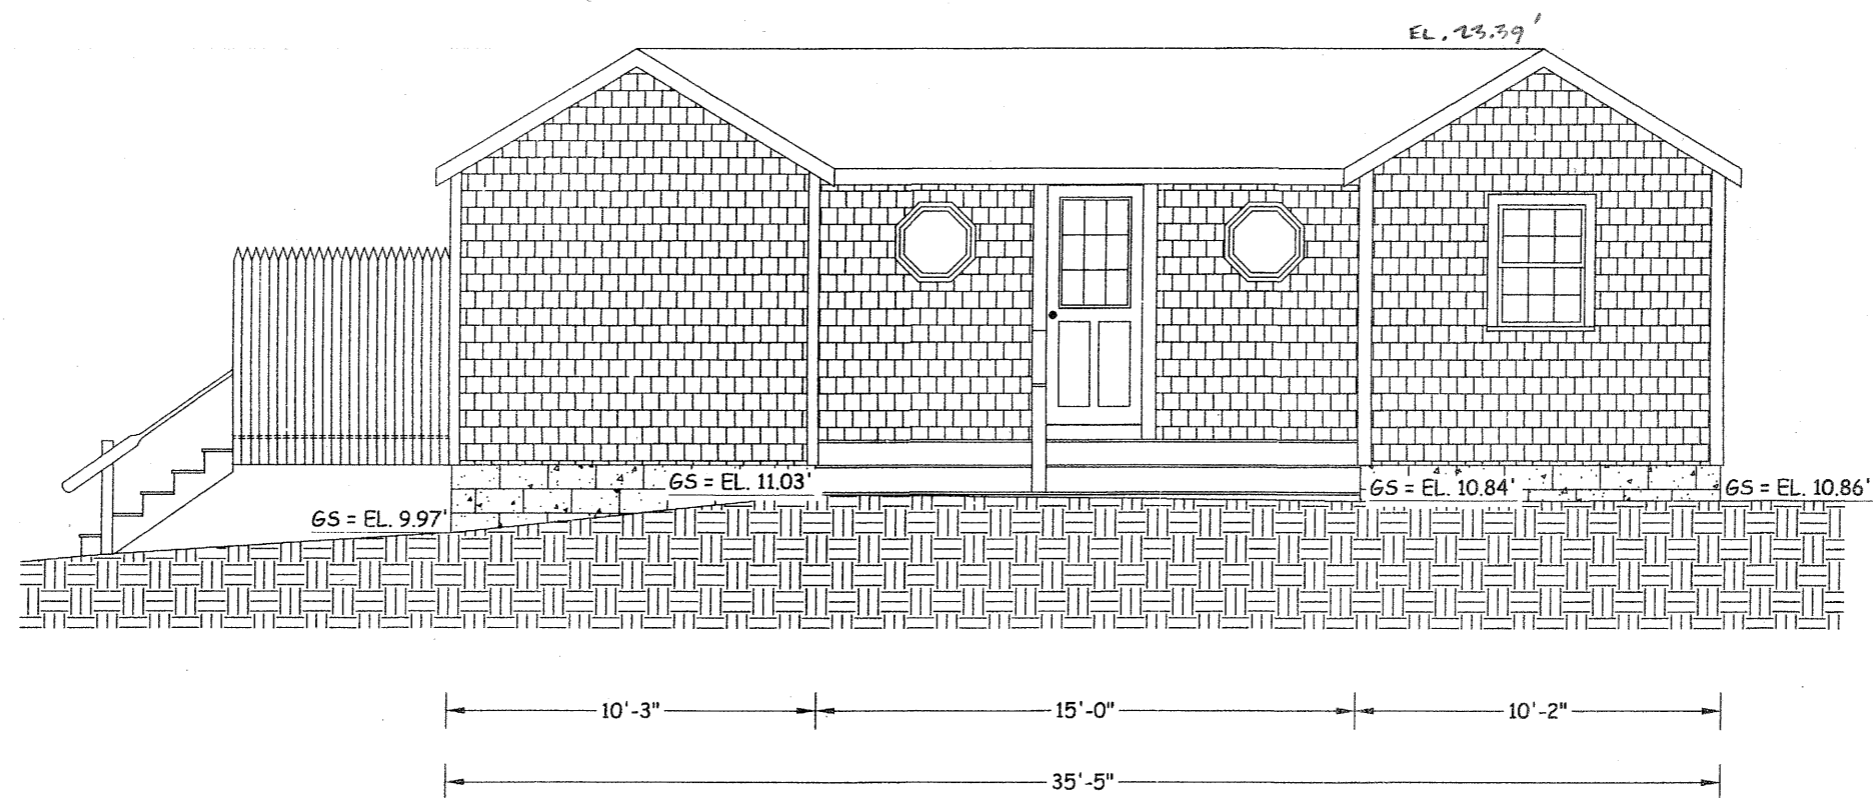 EL. 23.39'
GS = EL. 11.03'
GS = EL. 10.84'
GS = EL. 10.86'
GS = EL. 9.97'
10'-3"
15'-0"
10'-2"
35'-5"